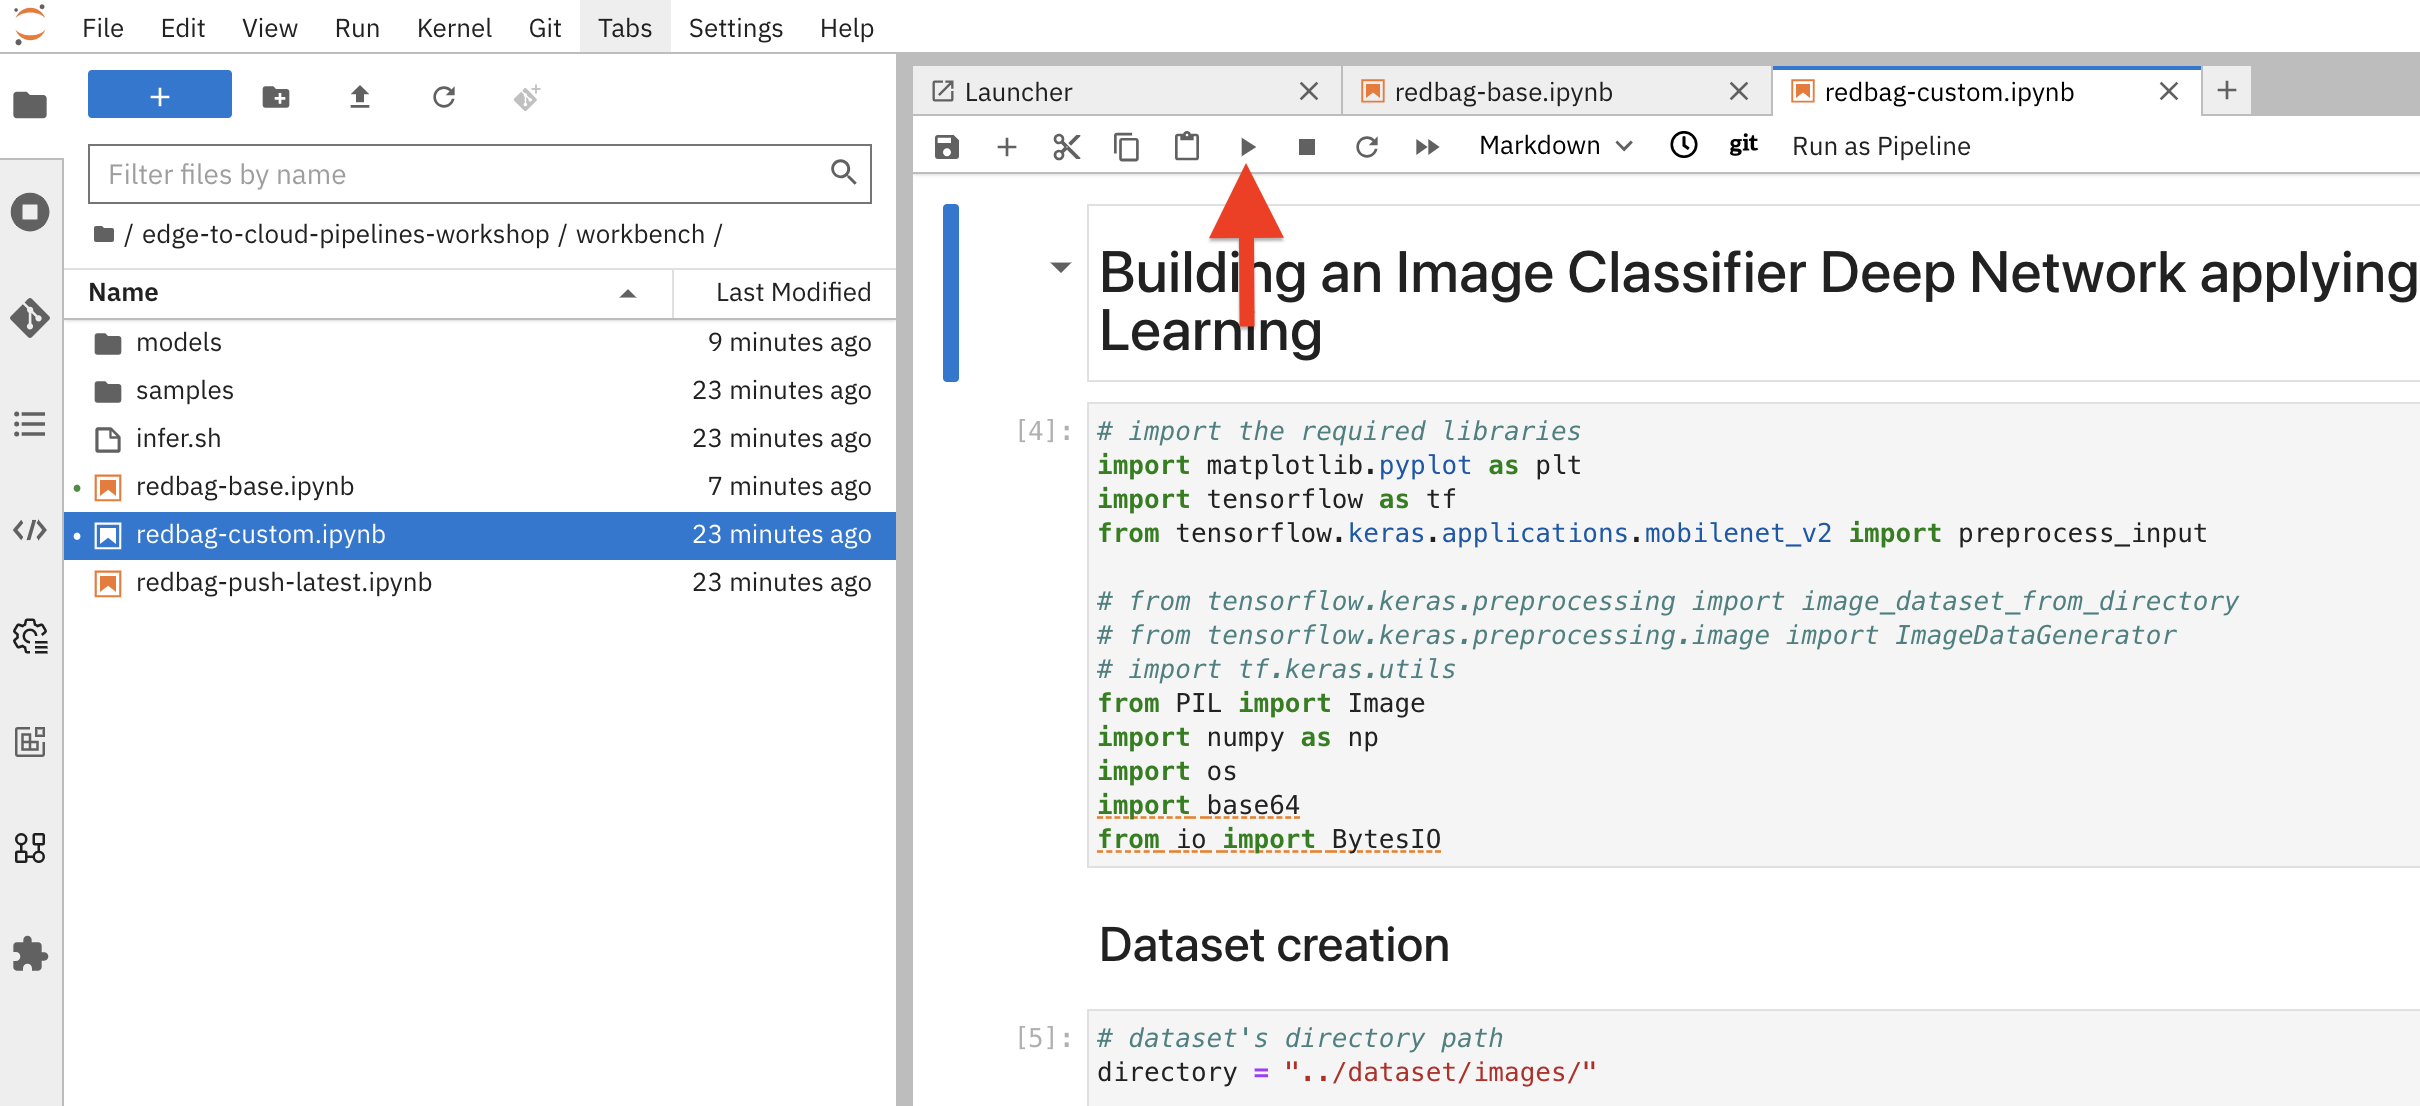 File Edit View Run Kernel Git Tabs Settings Help
Launcher
redbag-base.ipynb
redbag-custom.ipynb
Filter files by name
/ edge-to-cloud-pipelines-workshop / workbench /
Name Last Modified
models 9 minutes ago
samples 23 minutes ago
infer.sh 23 minutes ago
redbag-base.ipynb 7 minutes ago
redbag-custom.ipynb 23 minutes ago
redbag-push-latest.ipynb 23 minutes ago
Markdown git Run as Pipeline
Building an Image Classifier Deep Network applying
Learning
[4]:
# import the required libraries
import matplotlib.pyplot as plt
import tensorflow as tf
from tensorflow.keras.applications.mobilenet_v2 import preprocess_input
# from tensorflow.keras.preprocessing import image_dataset_from_directory
# from tensorflow.keras.preprocessing.image import ImageDataGenerator
# import tf.keras.utils
from PIL import Image
import numpy as np
import os
import base64
from io import BytesIO
Dataset creation
[5]:
# dataset's directory path
directory = "../dataset/images/"